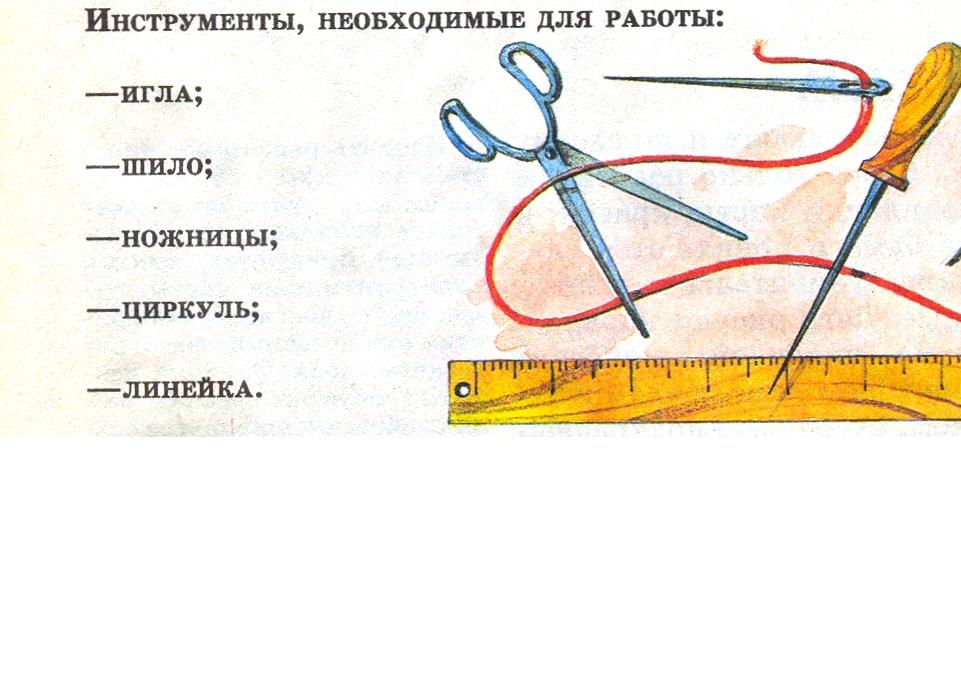 Инструменты, необходимые для работы:
—игла;
—шило;
—ножницы;
—циркуль;
—линейка.